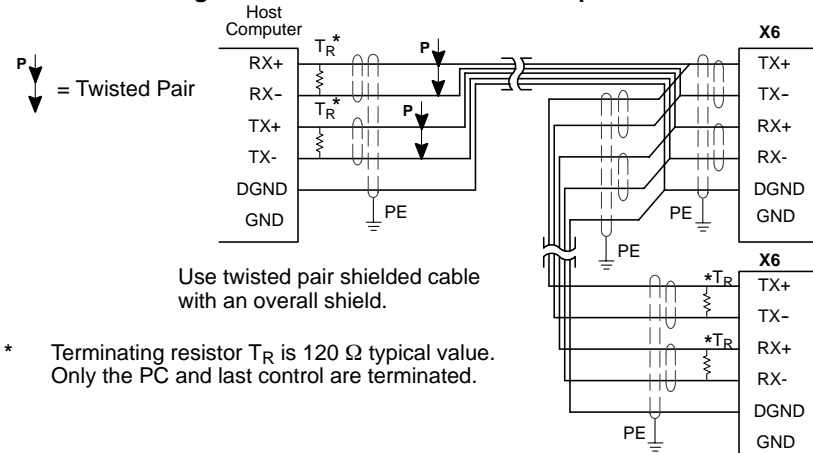 Host
Computer
RX+
RX–
TX+
TX-
DGND
GND
TR*
TR*
P
P
PE
P
= Twisted Pair
X6
TX+
TX–
RX+
RX-
DGND
GND
PE
PE
X6
TX+
TX–
RX+
RX-
DGND
GND
*TR
*TR
PE
Use twisted pair shielded cable
with an overall shield.
* Terminating resistor TR is 120 Ω typical value.
Only the PC and last control are terminated.